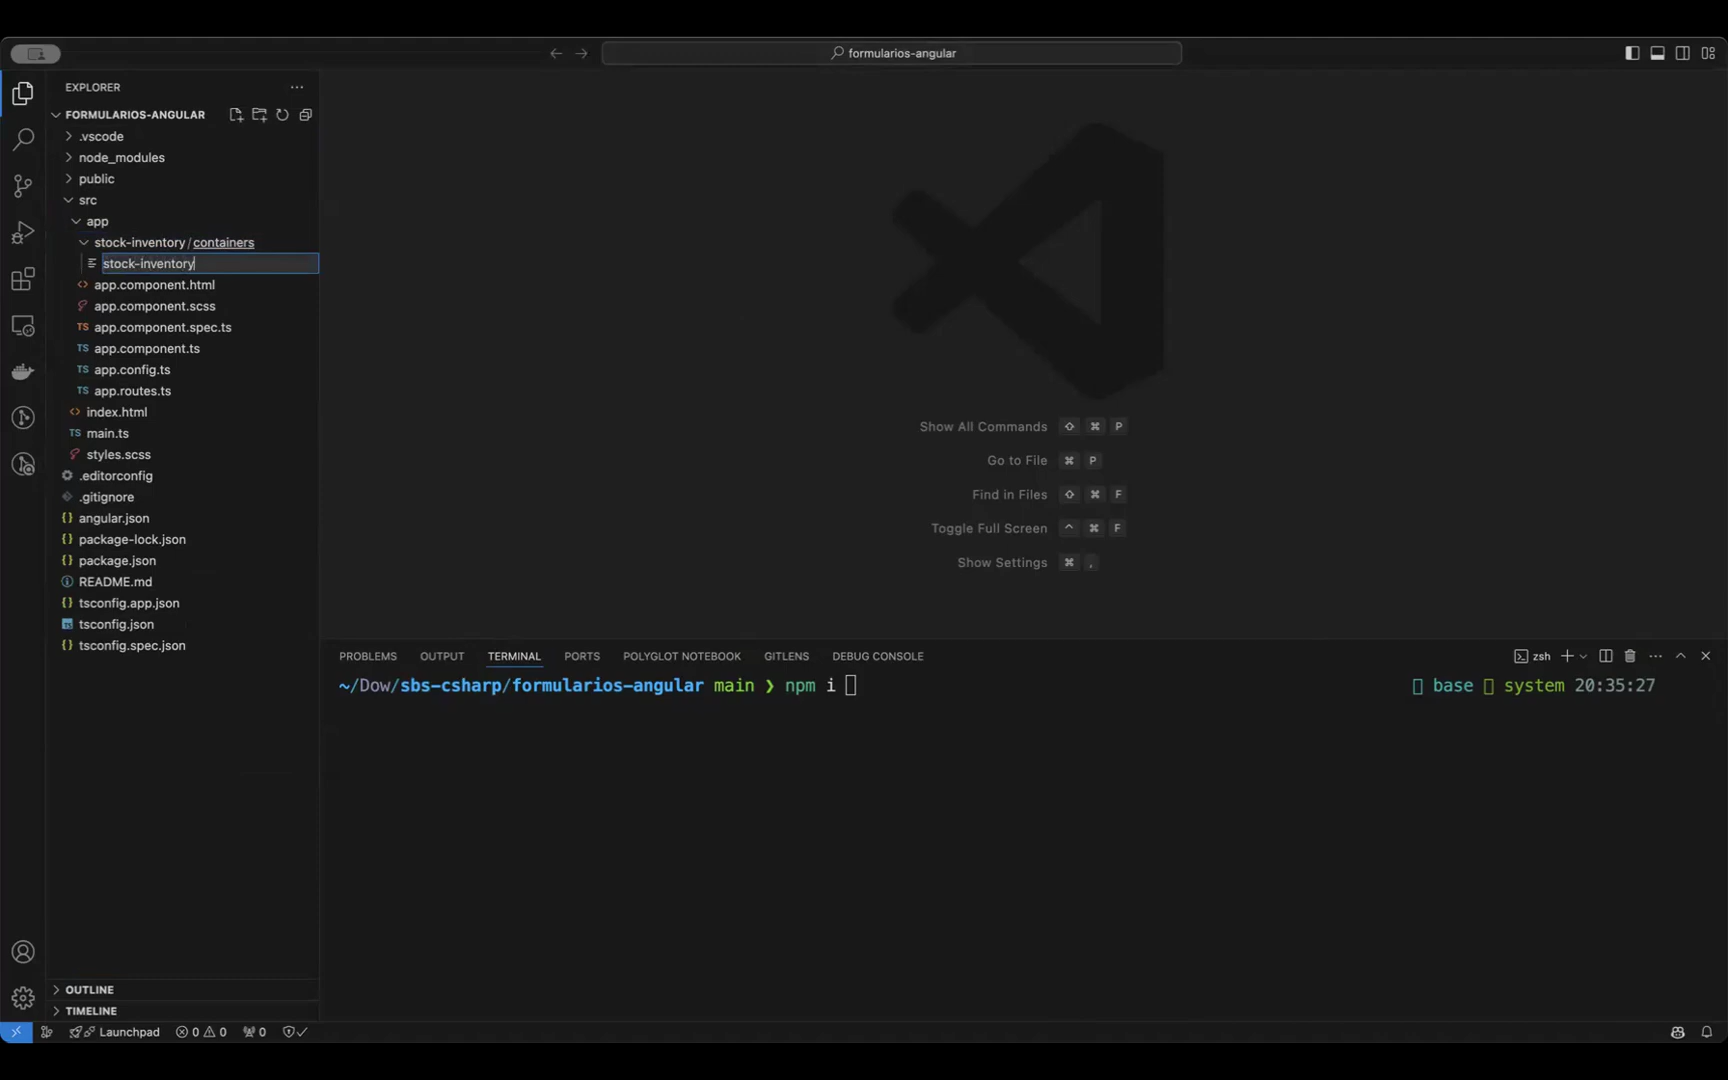 formularios-angular
EXPLORER
FORMULARIOS-ANGULAR
.vscode
node_modules
public
src
app
stock-inventory/containers
stock-inventory
app.component.html
app.component.scss
app.component.spec.ts
app.component.ts
app.config.ts
app.routes.ts
index.html
main.ts
styles.scss
.editorconfig
.gitignore
angular.json
package-lock.json
package.json
README.md
tsconfig.app.json
tsconfig.json
tsconfig.spec.json
Show All Commands ⇧ ⌘ P
Go to File ⌘ P
Find in Files ⇧ ⌘ F
Toggle Full Screen ^ ⌘ F
Show Settings ⌘ ,
PROBLEMS OUTPUT TERMINAL PORTS POLYGLOT NOTEBOOK GITLENS DEBUG CONSOLE zsh
~/Dow/sbs-csharp/formularios-angular main ❯ npm i base system 20:35:27
OUTLINE
TIMELINE
Launchpad 0 0 0